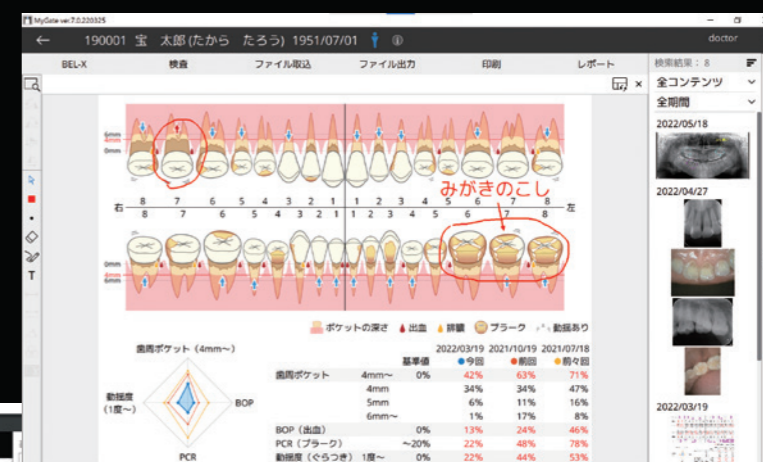 MyGate ver.7.0.220325
← 190001 宝 太郎 (たから たろう) 1951/07/01 doctor
BEL-X 検査 ファイル取込 ファイル出力 印刷 レポート
検索結果：8
全コンテンツ
全期間
2022/05/18
2022/04/27
2022/03/19
6mm
4mm
0mm
みがきのこし
右 8 7 6 5 4 3 2 1 1 2 3 4 5 6 7 8 左
8 7 6 5 4 3 2 1 1 2 3 4 5 6 7 8
0mm
4mm
6mm
ポケットの深さ 出血 排膿 プラーク 動揺あり
歯周ポケット（4mm～）
動揺度
(1度～)
BOP
PCR
2022/03/19 2021/10/19 2021/07/18
基準値 ●今回 ●前回 ●前々回
歯周ポケット 4mm～ 0% 42% 63% 71%
4mm 34% 34% 47%
5mm 6% 11% 16%
6mm～ 1% 17% 8%
BOP（出血） 0% 13% 24% 46%
PCR（プラーク） ～20% 22% 48% 78%
動揺度（ぐらつき） 1度～ 0% 22% 44% 53%
T